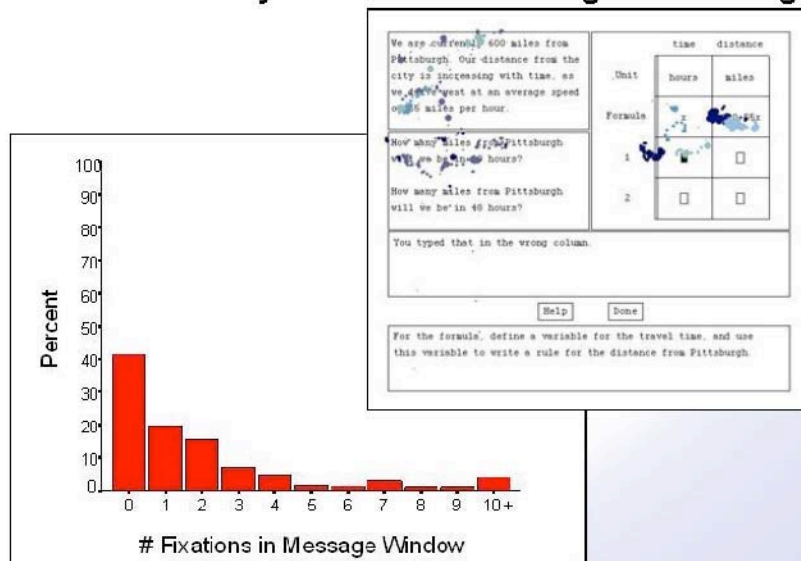 We are currently 600 miles from
Pittsburgh. Our distance from the
city is increasing with time, as
we west at an average speed
miles per hour.
How many miles from Pittsburgh
will we be in hours?
How many miles from Pittsburgh
will we be in 48 hours?
time distance
Unit hours miles
Formula x
1
2
You typed that in the wrong column.
Help Done
For the formula, define a variable for the travel time, and use
this variable to write a rule for the distance from Pittsburgh.
100
90
80
70
60
50
40
30
20
10
0
Percent
0 1 2 3 4 5 6 7 8 9 10+
# Fixations in Message Window